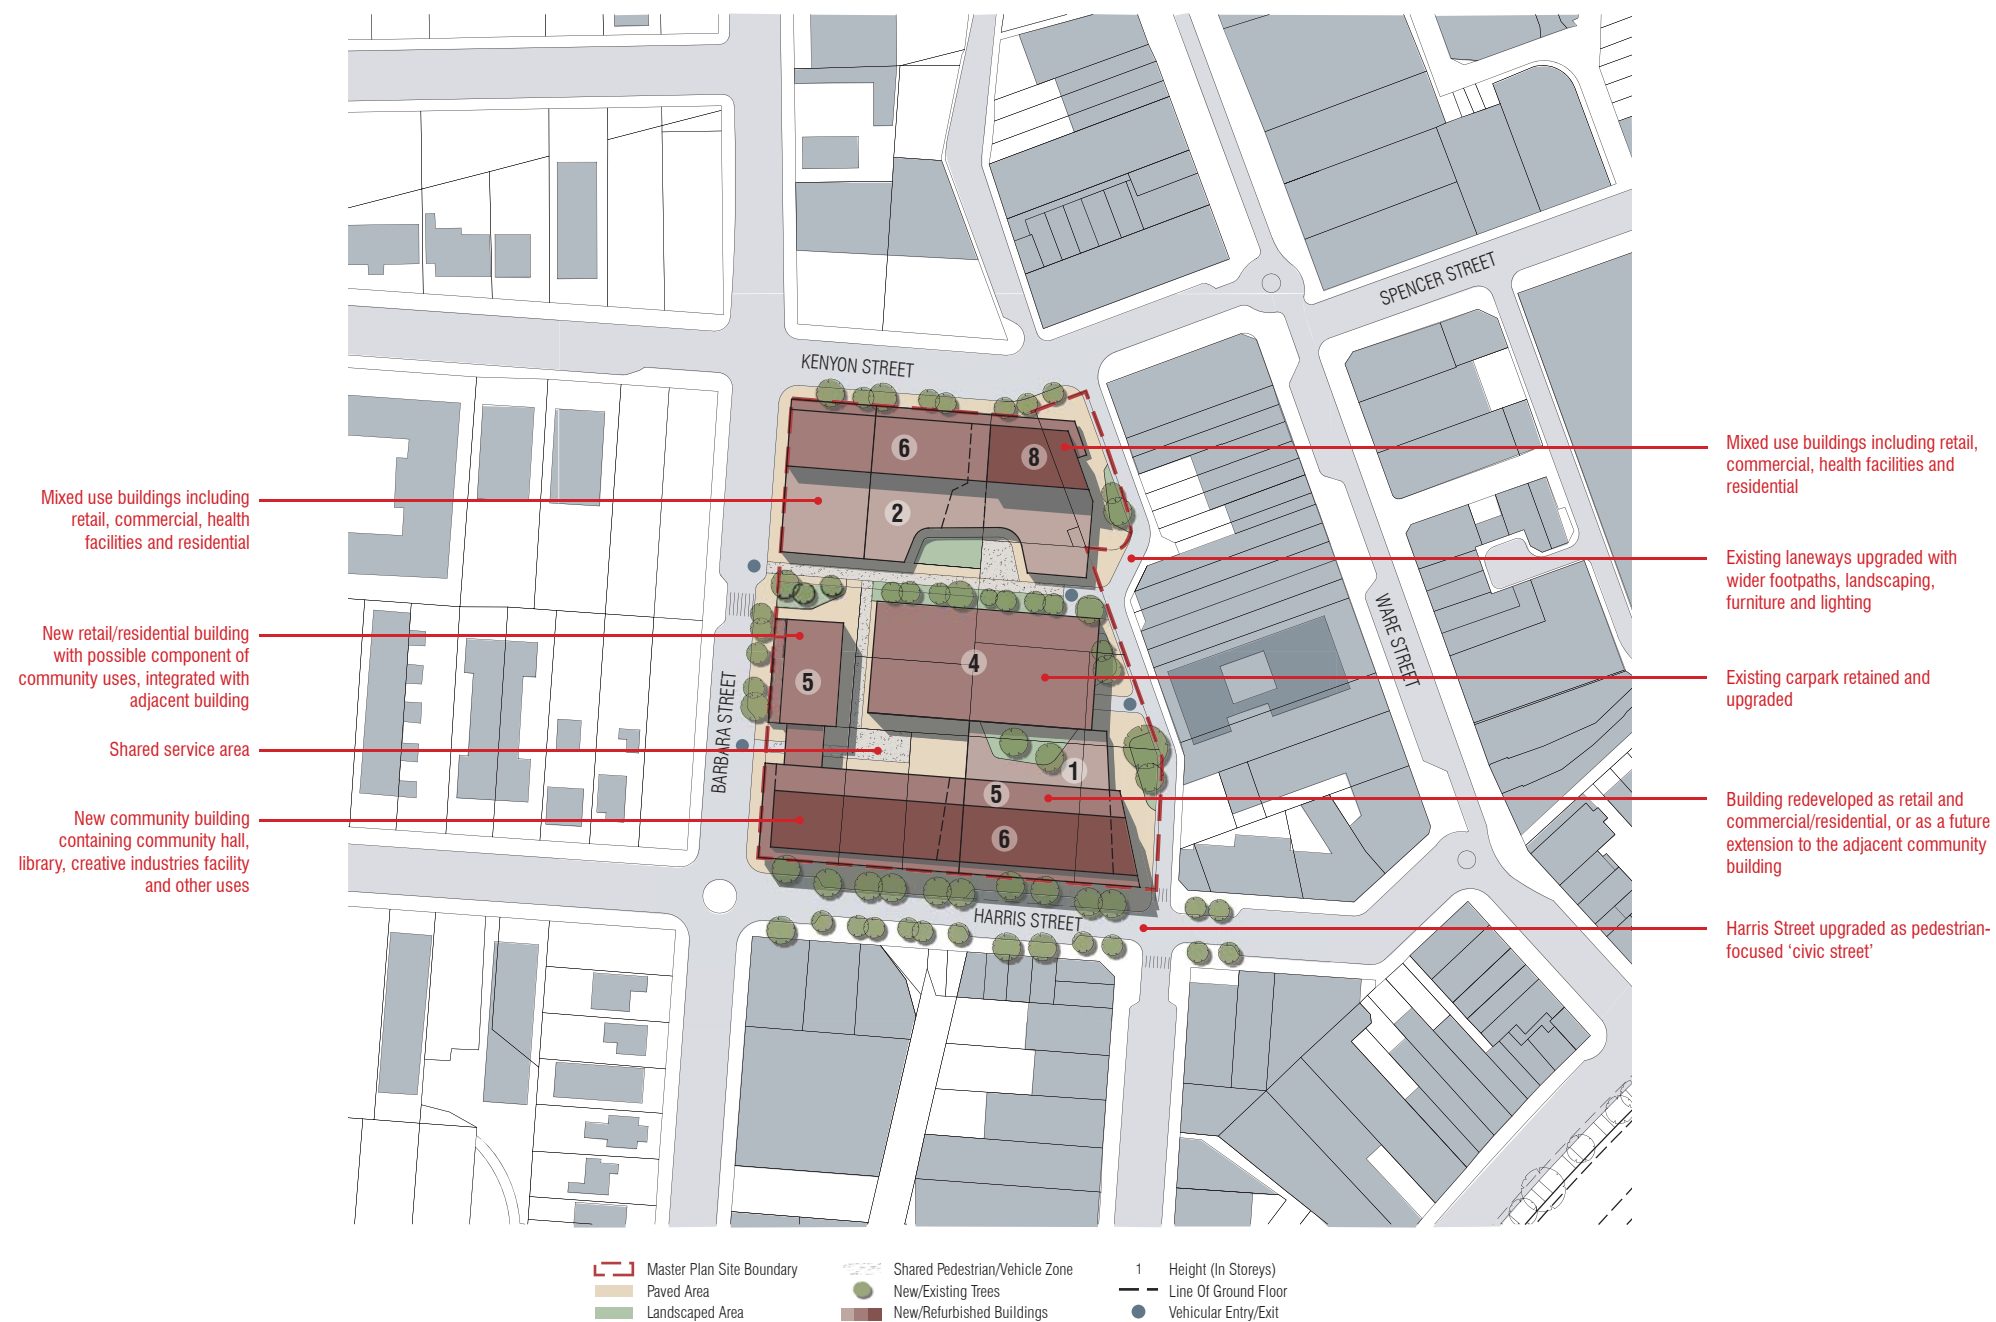 SPENCER STREET
KENYON STREET
WARE STREET
BARBARA STREET
HARRIS STREET
6
8
2
4
5
1
5
6
Mixed use buildings including
retail, commercial, health
facilities and residential
New retail/residential building
with possible component of
community uses, integrated with
adjacent building
Shared service area
New community building
containing community hall,
library, creative industries facility
and other uses
Mixed use buildings including retail,
commercial, health facilities and
residential
Existing laneways upgraded with
wider footpaths, landscaping,
furniture and lighting
Existing carpark retained and
upgraded
Building redeveloped as retail and
commercial/residential, or as a future
extension to the adjacent community
building
Harris Street upgraded as pedestrian-
focused ‘civic street’
Master Plan Site Boundary
Paved Area
Landscaped Area
Shared Pedestrian/Vehicle Zone
New/Existing Trees
New/Refurbished Buildings
1 Height (In Storeys)
Line Of Ground Floor
Vehicular Entry/Exit